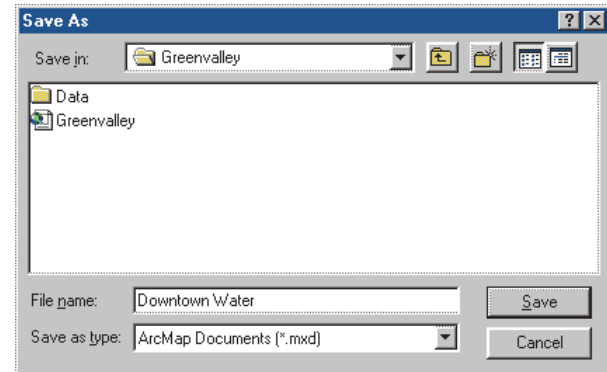 Save As
Save in: Greenvalley
Data
Greenvalley
File name: Downtown Water Save
Save as type: ArcMap Documents (*.mxd) Cancel